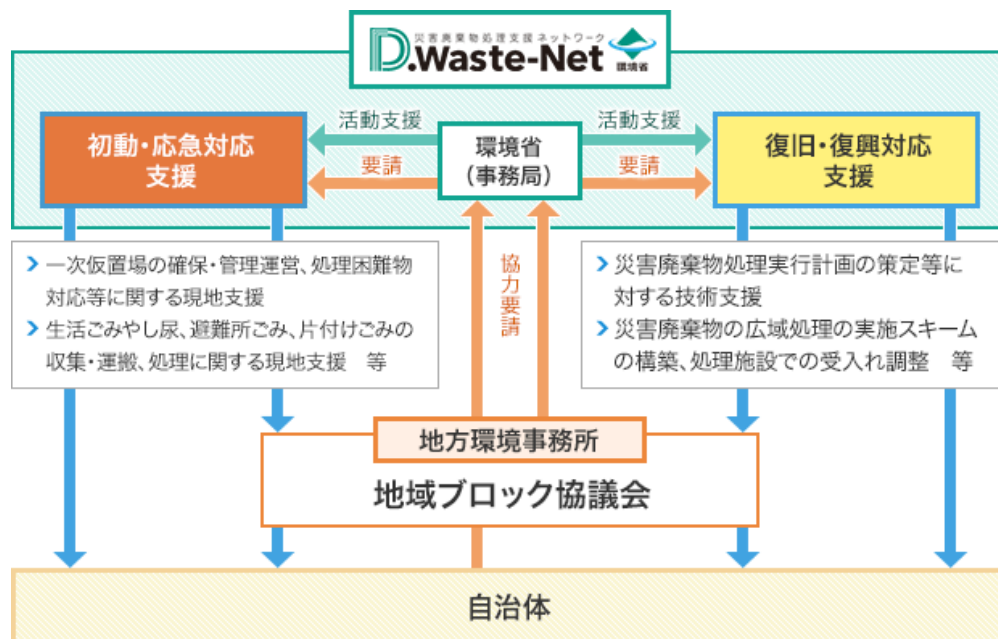 災害廃棄物処理支援ネットワーク
D.Waste-Net
環境省
初動・応急対応
支援
活動支援
要請
環境省
（事務局）
活動支援
要請
復旧・復興対応
支援
一次仮置場の確保・管理運営、処理困難物
対応等に関する現地支援
生活ごみやし尿、避難所ごみ、片付けごみの
収集・運搬、処理に関する現地支援　等
協力要請
災害廃棄物処理実行計画の策定等に
対する技術支援
災害廃棄物の広域処理の実施スキーム
の構築、処理施設での受入れ調整　等
地方環境事務所
地域ブロック協議会
自治体